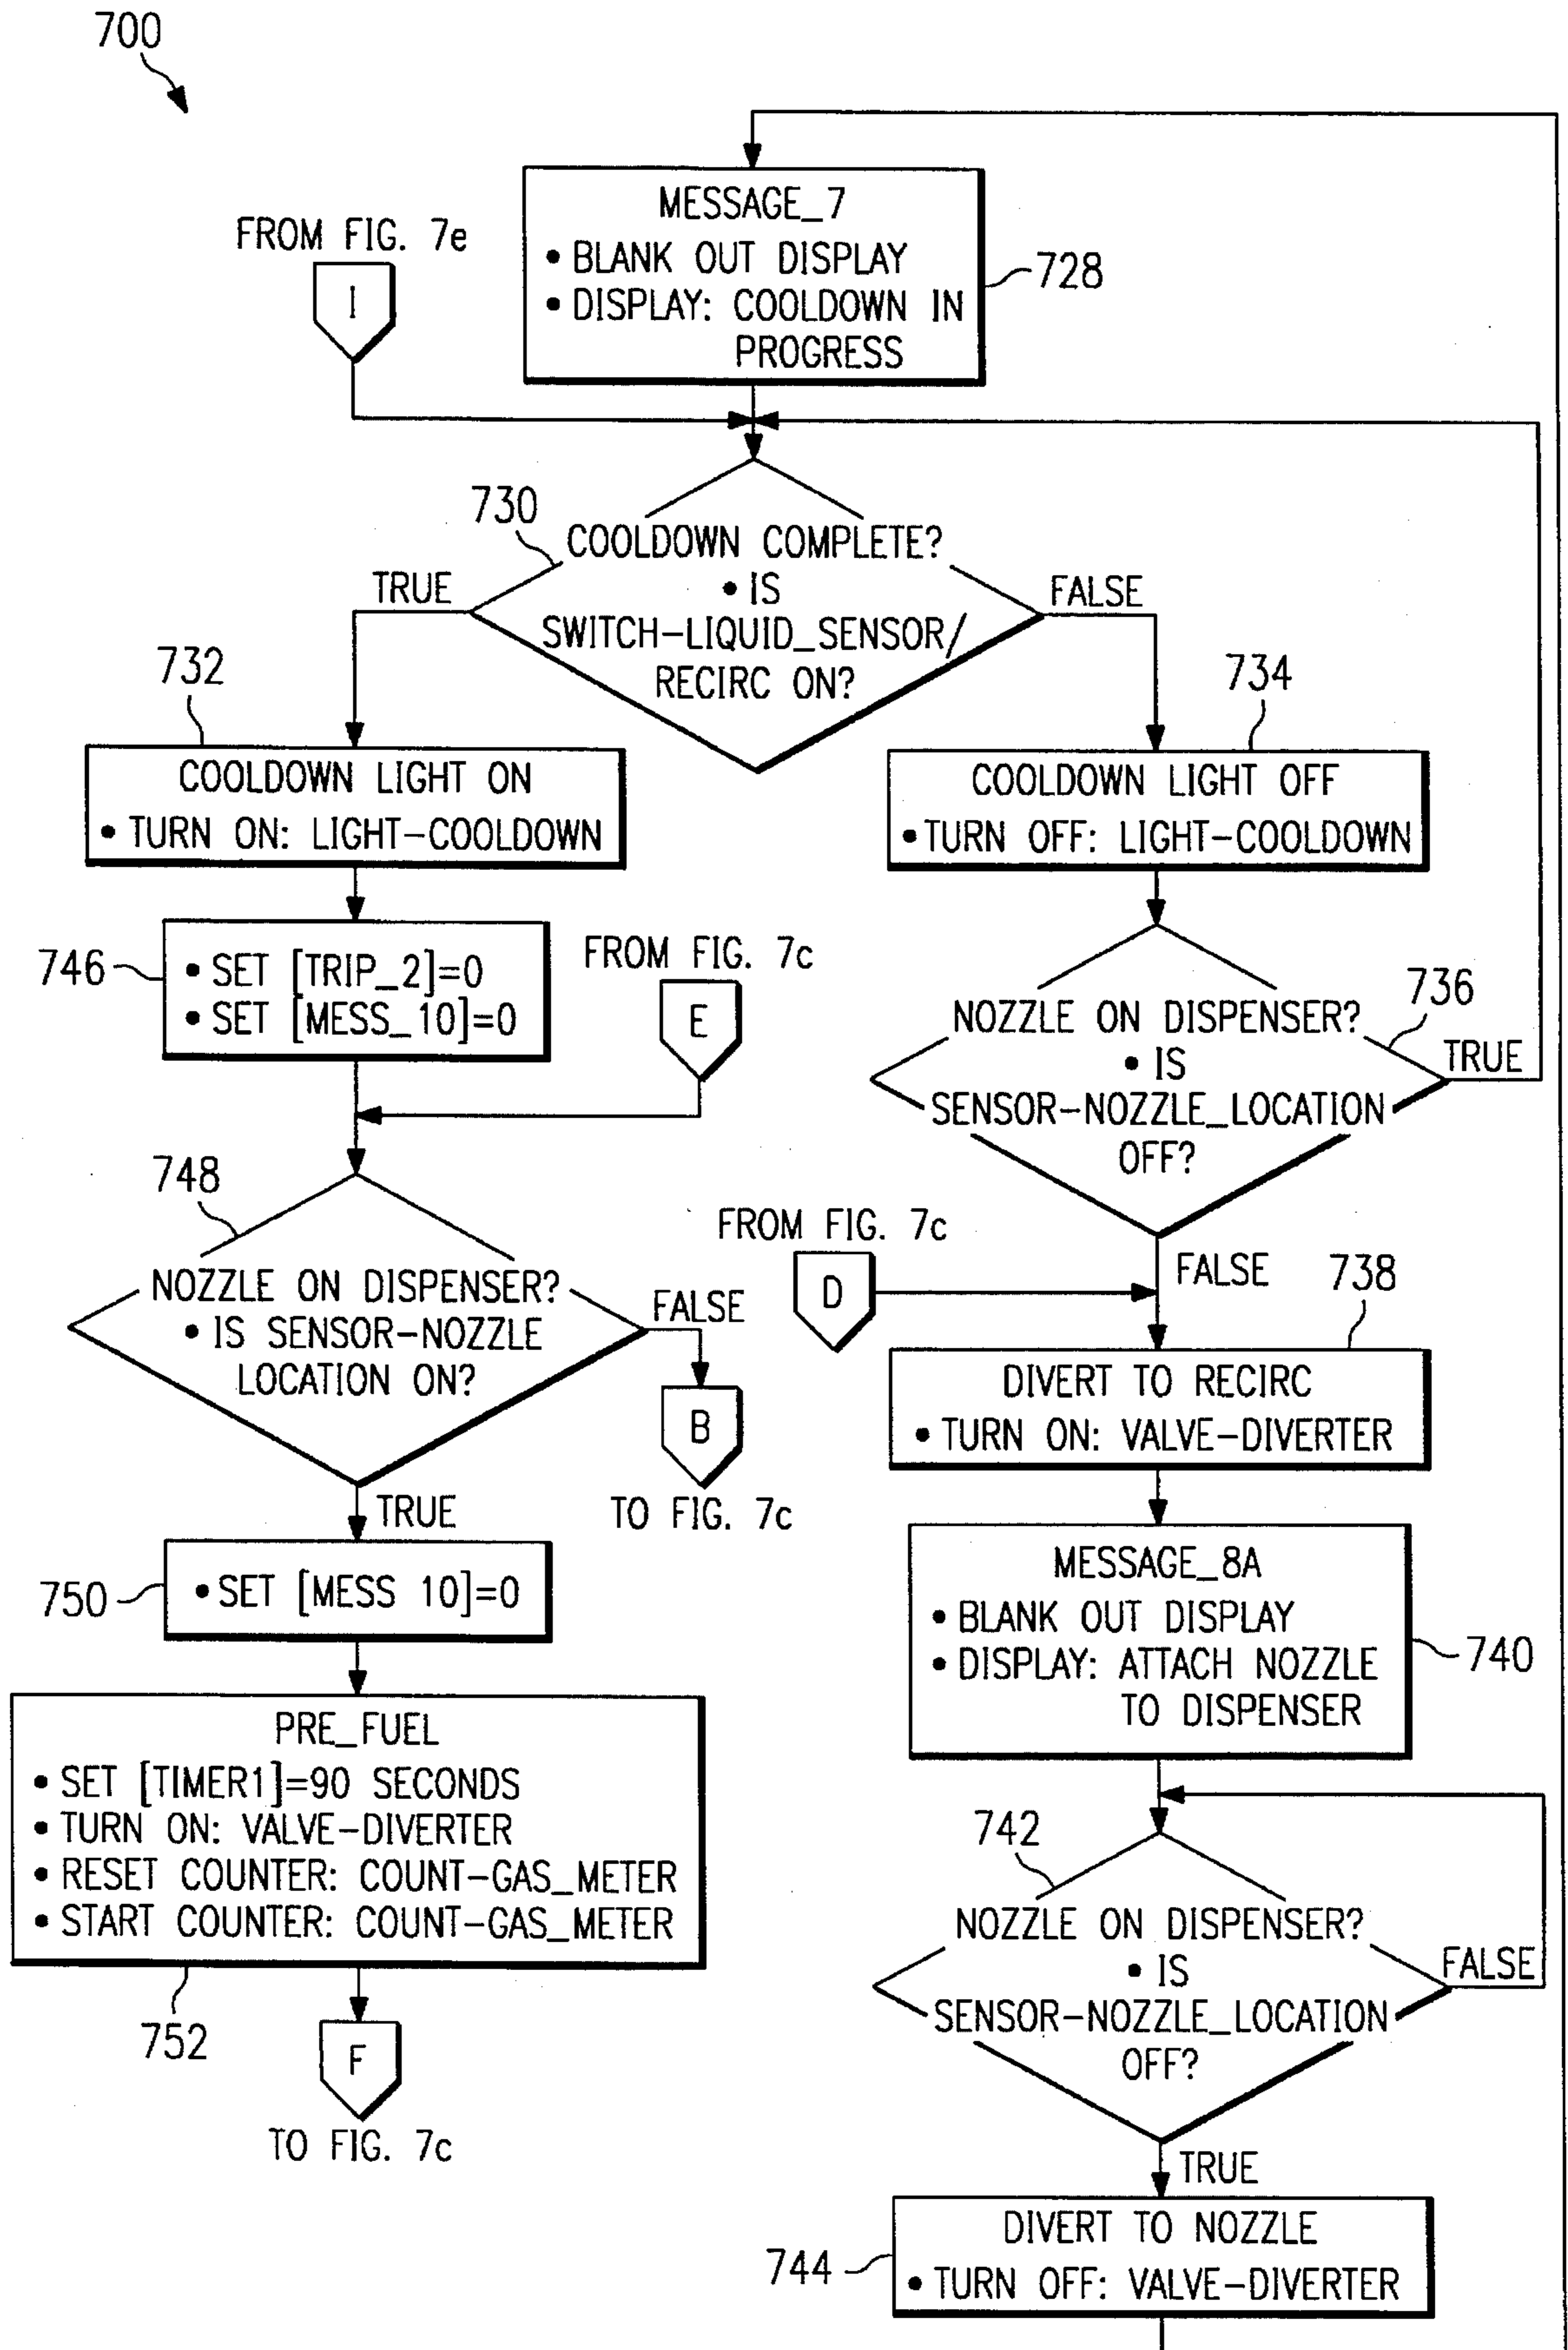 700
MESSAGE_7
• BLANK OUT DISPLAY
• DISPLAY: COOLDOWN IN
PROGRESS
728
FROM FIG. 7e
I
730
COOLDOWN COMPLETE?
• IS
SWITCH-LIQUID_SENSOR/
RECIRC ON?
TRUE
FALSE
732
COOLDOWN LIGHT ON
• TURN ON: LIGHT-COOLDOWN
734
COOLDOWN LIGHT OFF
• TURN OFF: LIGHT-COOLDOWN
746
• SET [TRIP_2]=0
• SET [MESS_10]=0
FROM FIG. 7c
E
736
NOZZLE ON DISPENSER?
• IS
SENSOR-NOZZLE_LOCATION
OFF?
TRUE
FALSE
748
NOZZLE ON DISPENSER?
• IS SENSOR-NOZZLE
LOCATION ON?
FALSE
B
TO FIG. 7c
TRUE
FROM FIG. 7c
D
738
DIVERT TO RECIRC
• TURN ON: VALVE-DIVERTER
750
• SET [MESS 10]=0
MESSAGE_8A
• BLANK OUT DISPLAY
• DISPLAY: ATTACH NOZZLE
TO DISPENSER
740
PRE_FUEL
• SET [TIMER1]=90 SECONDS
• TURN ON: VALVE-DIVERTER
• RESET COUNTER: COUNT-GAS_METER
• START COUNTER: COUNT-GAS_METER
752
F
TO FIG. 7c
742
NOZZLE ON DISPENSER?
• IS
SENSOR-NOZZLE_LOCATION
OFF?
FALSE
TRUE
744
DIVERT TO NOZZLE
• TURN OFF: VALVE-DIVERTER